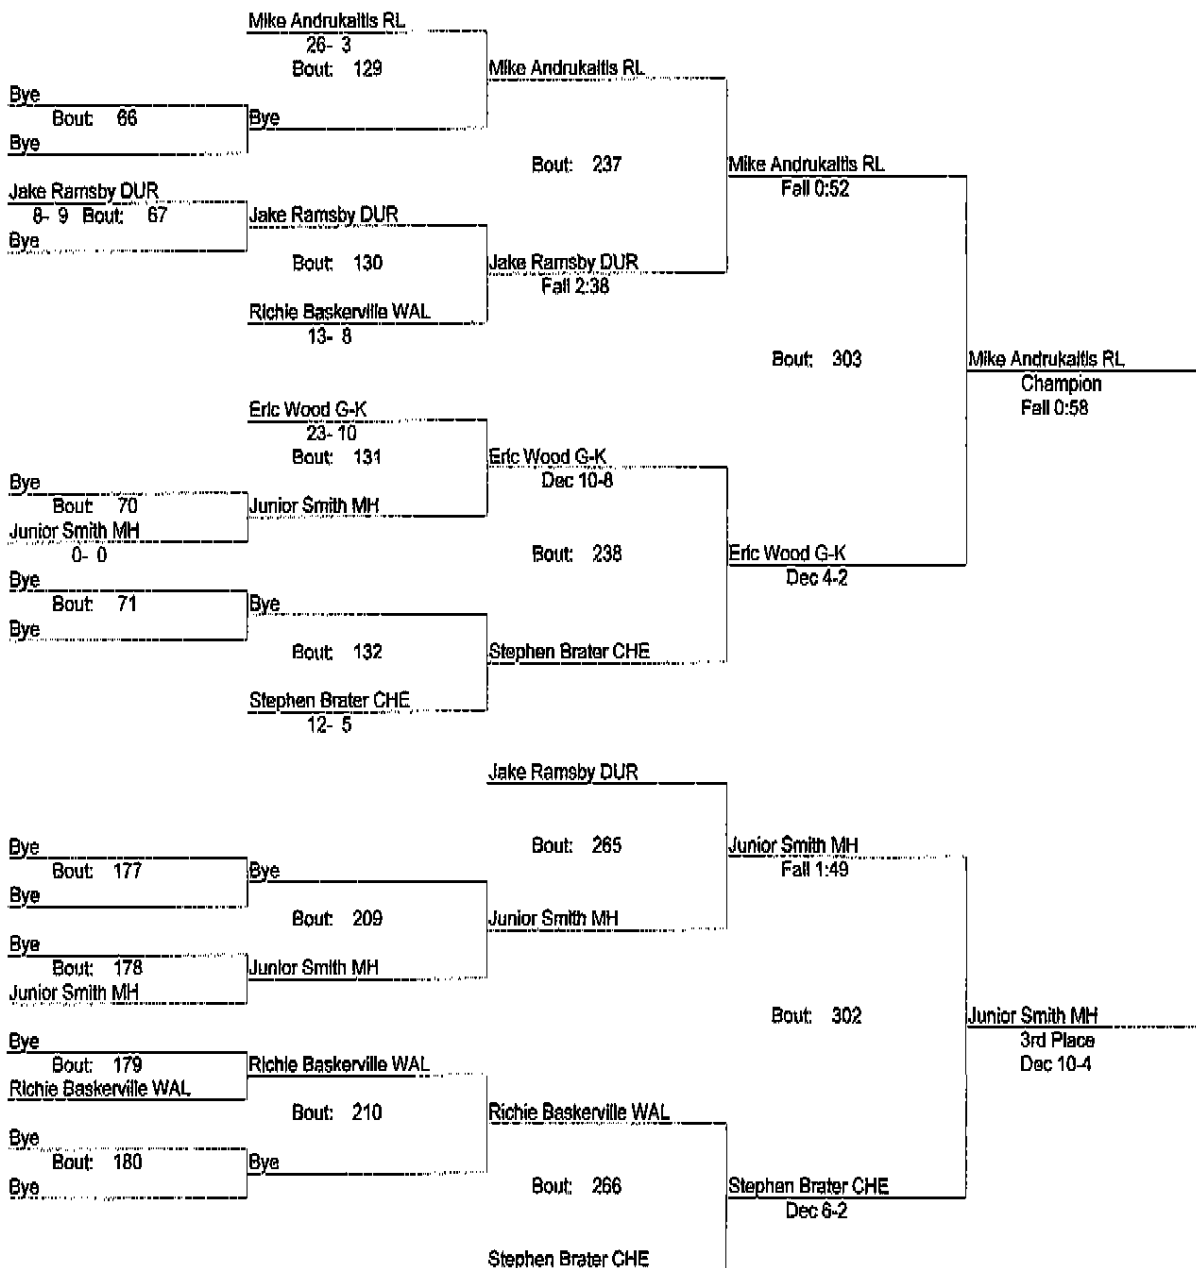 Mike Andrukaitis RL
26- 3
Bout: 129
Mike Andrukaitis RL
Bye
Bout: 66
Bye
Bye
Bout: 237
Mike Andrukaitis RL
Fall 0:52
Jake Ramsby DUR
8- 9 Bout: 67
Jake Ramsby DUR
Bye
Bout: 130
Jake Ramsby DUR
Fall 2:38
Richie Baskerville WAL
13- 8
Bout: 303
Mike Andrukaitis RL
Champion
Fall 0:58
Eric Wood G-K
23- 10
Bout: 131
Eric Wood G-K
Dec 10-8
Bye
Bout: 70
Junior Smith MH
Junior Smith MH
0- 0
Bout: 238
Eric Wood G-K
Dec 4-2
Bye
Bout: 71
Bye
Bye
Bout: 132
Stephen Brater CHE
Stephen Brater CHE
12- 5
Jake Ramsby DUR
Bout: 265
Junior Smith MH
Fall 1:49
Bye
Bout: 177
Bye
Bye
Bout: 209
Junior Smith MH
Bye
Bout: 178
Junior Smith MH
Junior Smith MH
Bout: 302
Junior Smith MH
3rd Place
Dec 10-4
Bye
Bout: 179
Richie Baskerville WAL
Richie Baskerville WAL
Bout: 210
Richie Baskerville WAL
Bye
Bout: 180
Bye
Bye
Bout: 266
Stephen Brater CHE
Dec 6-2
Stephen Brater CHE